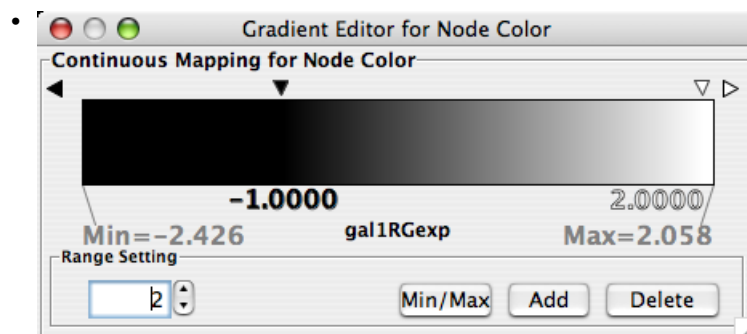 Gradient Editor for Node Color
Continuous Mapping for Node Color
-1.0000 2.0000
Min=-2.426 gal1RGexp Max=2.058
Range Setting
2 Min/Max Add Delete